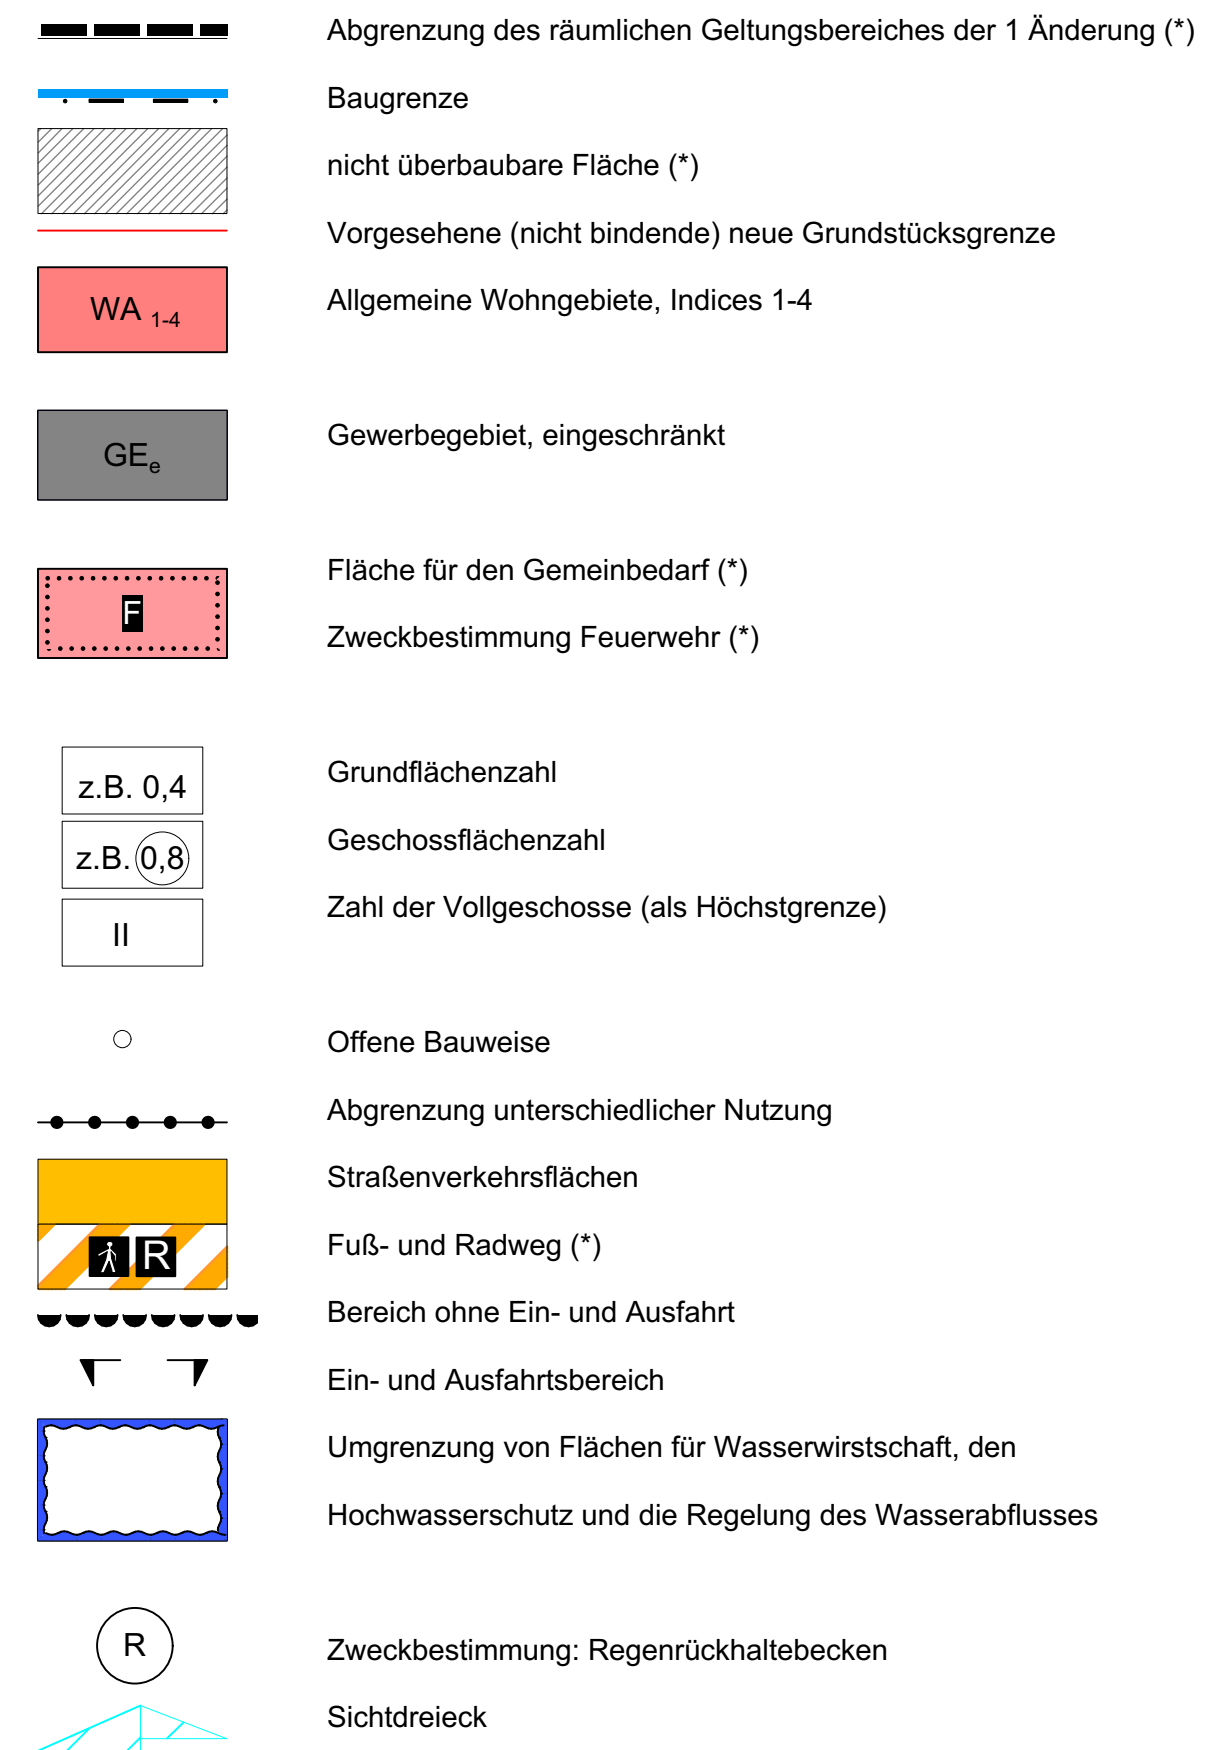 Abgrenzung des räumlichen Geltungsbereiches der 1 Änderung (*)
Baugrenze
nicht überbaubare Fläche (*)
Vorgesehene (nicht bindende) neue Grundstücksgrenze
WA 1-4 Allgemeine Wohngebiete, Indices 1-4
GEe Gewerbegebiet, eingeschränkt
Fläche für den Gemeinbedarf (*)
F Zweckbestimmung Feuerwehr (*)
z.B. 0,4 Grundflächenzahl
z.B. 0,8 Geschossflächenzahl
II Zahl der Vollgeschosse (als Höchstgrenze)
Offene Bauweise
Abgrenzung unterschiedlicher Nutzung
Straßenverkehrsflächen
R Fuß- und Radweg (*)
Bereich ohne Ein- und Ausfahrt
Ein- und Ausfahrtsbereich
Umgrenzung von Flächen für Wasserwirstschaft, den
Hochwasserschutz und die Regelung des Wasserabflusses
R Zweckbestimmung: Regenrückhaltebecken
Sichtdreieck